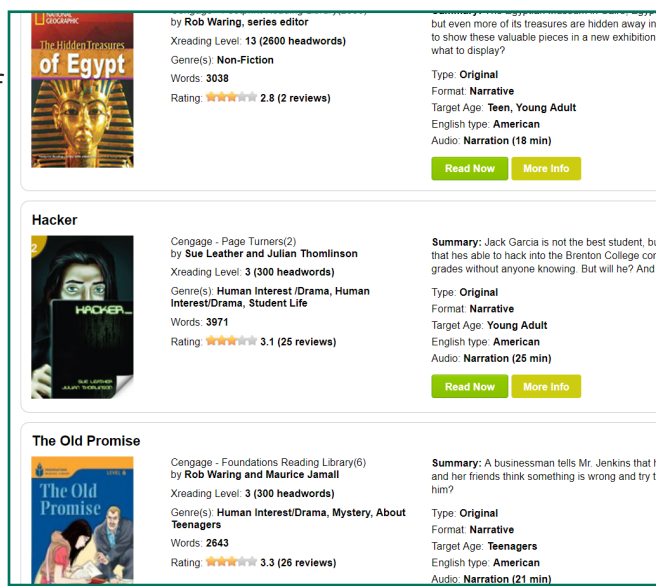 NATIONAL
GEOGRAPHIC
The Hidden Treasures
of Egypt
by Rob Waring, series editor
Xreading Level: 13 (2600 headwords)
Genre(s): Non-Fiction
Words: 3038
Rating: 2.8 (2 reviews)
but even more of its treasures are hidden away in
to show these valuable pieces in a new exhibition
what to display?
Type: Original
Format: Narrative
Target Age: Teen, Young Adult
English type: American
Audio: Narration (18 min)
Read Now More Info
Hacker
2
HACKER_
SUE LEATHER
JULIAN THOMLINSON
Cengage - Page Turners(2)
by Sue Leather and Julian Thomlinson
Xreading Level: 3 (300 headwords)
Genre(s): Human Interest /Drama, Human
Interest/Drama, Student Life
Words: 3971
Rating: 3.1 (25 reviews)
Summary: Jack Garcia is not the best student, bu
that hes able to hack into the Brenton College com
grades without anyone knowing. But will he? And
Type: Original
Format: Narrative
Target Age: Young Adult
English type: American
Audio: Narration (25 min)
Read Now More Info
The Old Promise
LEVEL 6
The Old
Promise
Cengage - Foundations Reading Library(6)
by Rob Waring and Maurice Jamall
Xreading Level: 3 (300 headwords)
Genre(s): Human Interest/Drama, Mystery, About
Teenagers
Words: 2643
Rating: 3.3 (26 reviews)
Summary: A businessman tells Mr. Jenkins that h
and her friends think something is wrong and try t
him?
Type: Original
Format: Narrative
Target Age: Teenagers
English type: American
Audio: Narration (21 min)